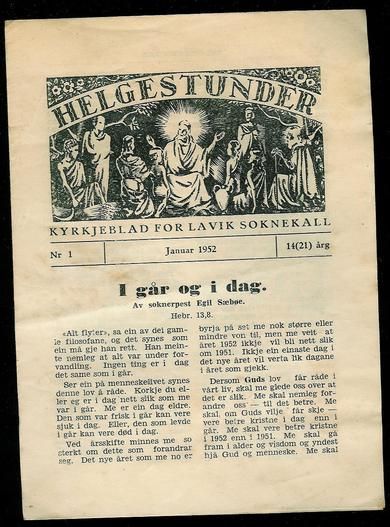 HELGESTUNDER
KYRKJEBLAD FOR LAVIK SOKNEKALL
Nr 1 Januar 1952 14(21) årg
I går og i dag.
Av soknerpest Egil Sæbøe.
Hebr. 13,8.
«Alt flyter», sa ein av dei gam-
le filosofane, og det synes som
ein må gje han rett. Han mein-
te nemleg at alt var under for-
vandling. Ingen ting er i dag
det same som i går.
Ser ein på menneskelivet synes
denne lov å råde. Korkje du el-
ler eg er i dag nett slik som me
var i går. Me er ein dag eldre.
Den som var frisk i går kan vere
sjuk i dag. Eller, den som levde
i går kan vere død i dag.
Ved årsskifte minnes me so
sterkt om dette som forandrar
seg. Det nye året som me no er
byrja på set me nok større eller
mindre von til, men me veit at
året 1952 ikkje vil bli nett slik
om 1951. Ikkje ein einaste dag i
det nye året vil verta lik dagane
i året som gjekk.
Dersom Guds lov får råde i
vårt liv, skal me glede oss over at
det er slik. Me skal nemleg for-
andre oss — til det betre. Me
skal, om Guds vilje får skje —
vere betre kristne i dag enn i
går. Me skal vere betre kristne
i 1952 enn i 1951. Me skal gå
fram i alder og visdom og yndest
hjå Gud og menneske. Me skal